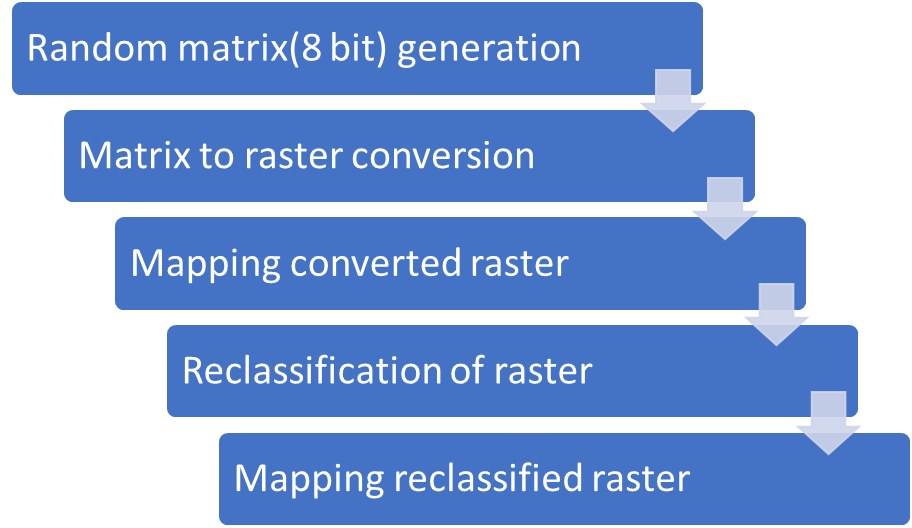 Random matrix(8 bit) generation
Matrix to raster conversion
Mapping converted raster
Reclassification of raster
Mapping reclassified raster